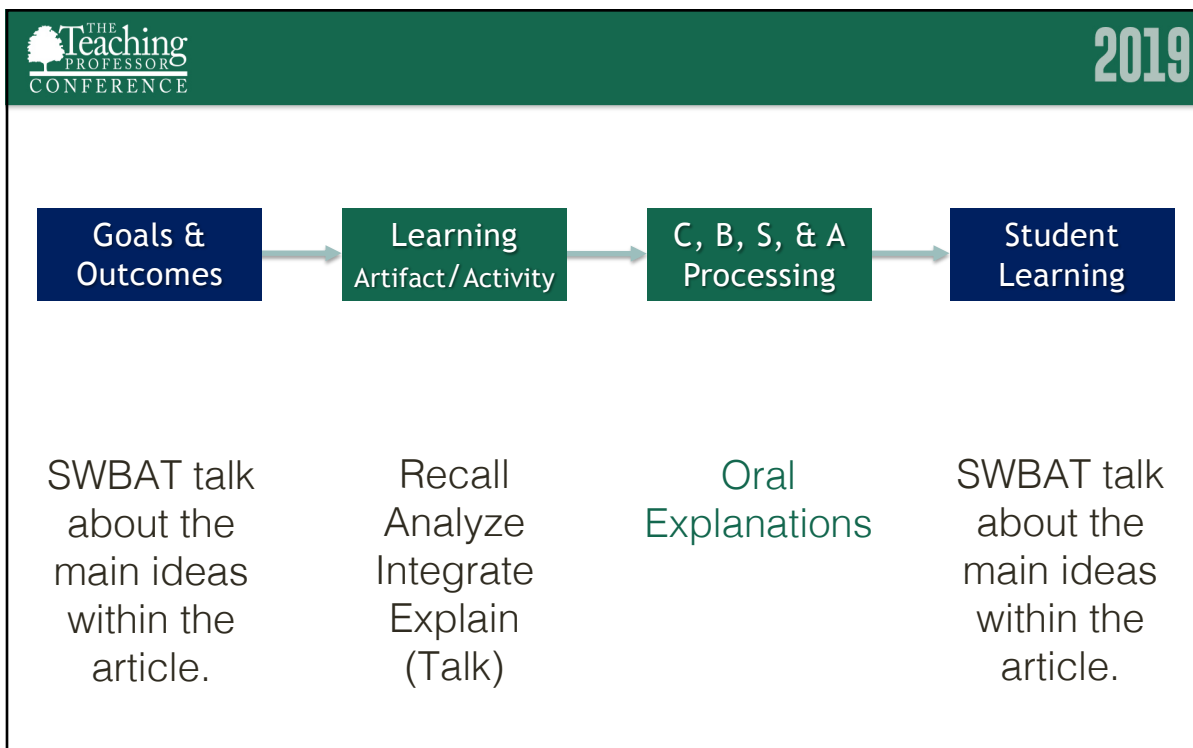 THE
Teaching
PROFESSOR
CONFERENCE
2019
Goals &
Outcomes
Learning
Artifact/Activity
C, B, S, & A
Processing
Student
Learning
SWBAT talk
about the
main ideas
within the
article.
Recall
Analyze
Integrate
Explain
(Talk)
Oral
Explanations
SWBAT talk
about the
main ideas
within the
article.